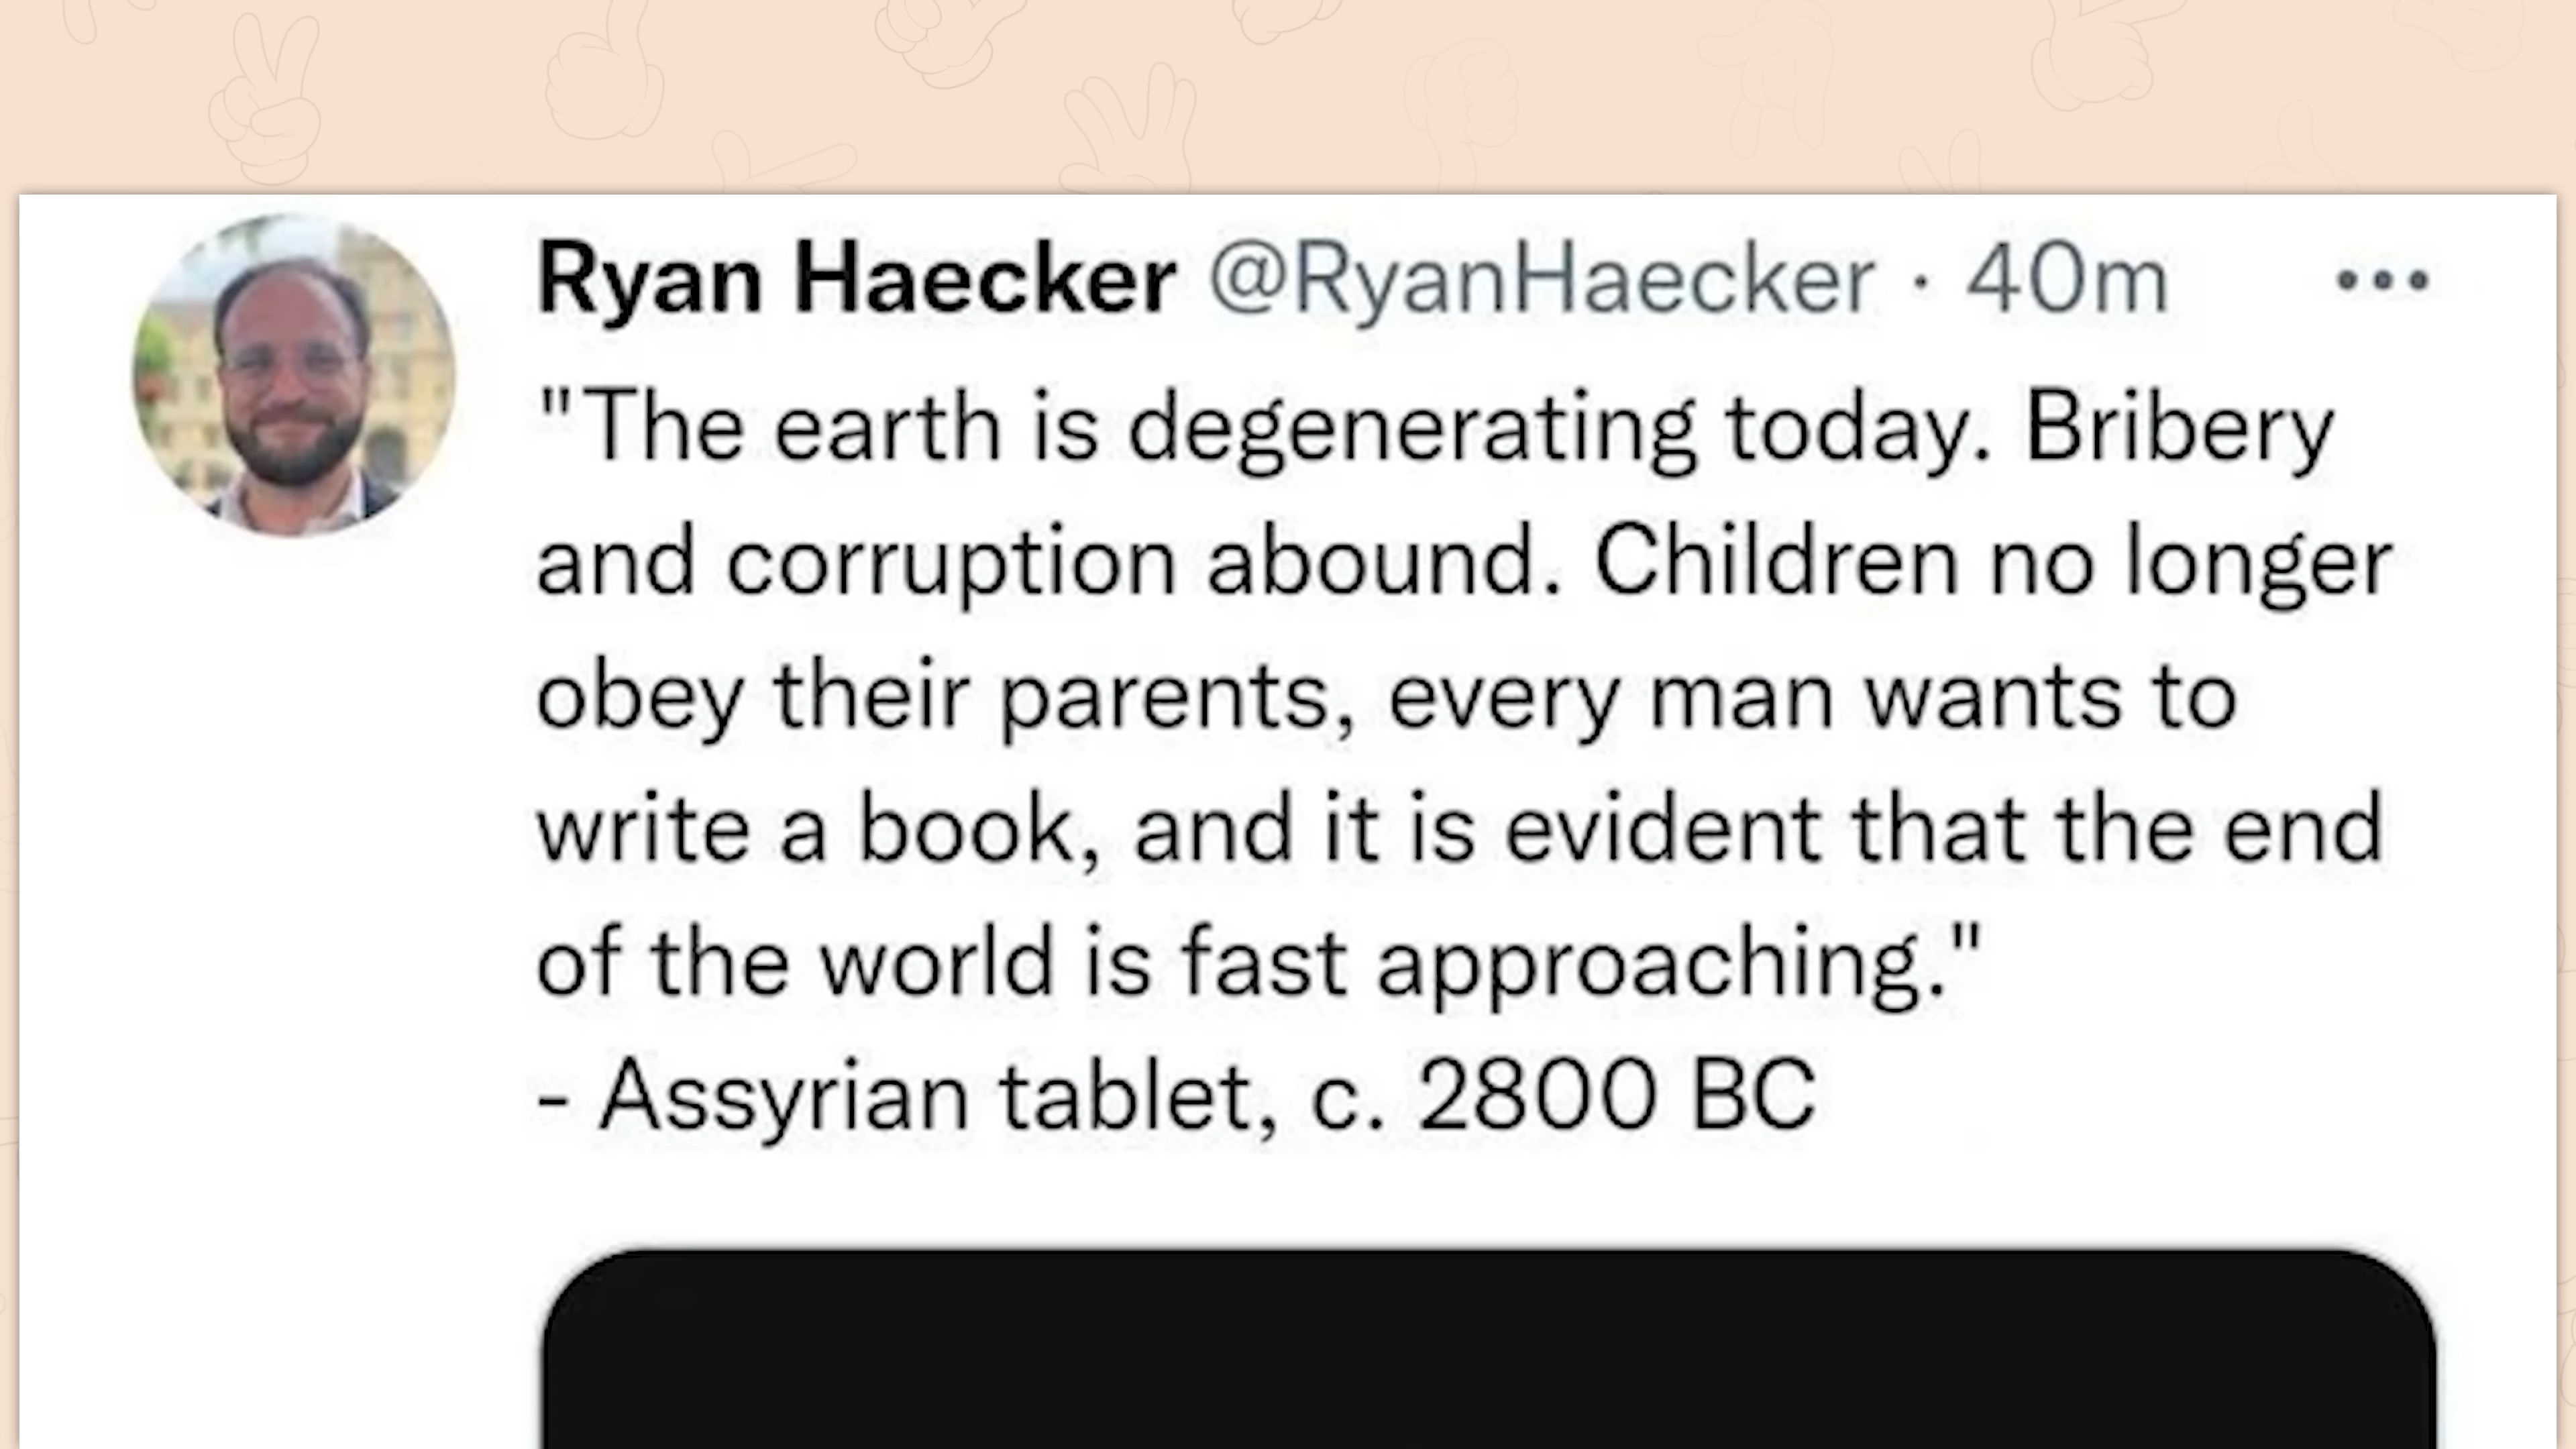 Ryan Haecker @RyanHaecker · 40m
"The earth is degenerating today. Bribery
and corruption abound. Children no longer
obey their parents, every man wants to
write a book, and it is evident that the end
of the world is fast approaching."
- Assyrian tablet, c. 2800 BC